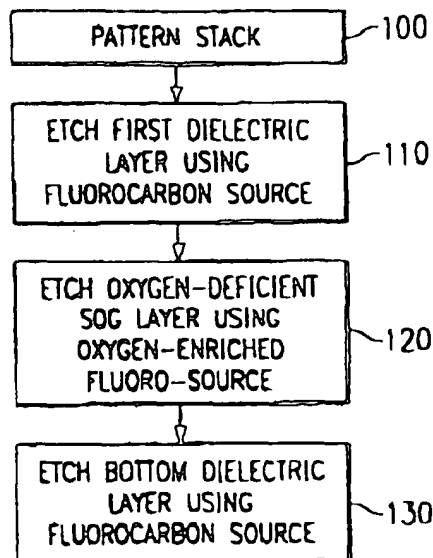 PATTERN STACK
100
ETCH FIRST DIELECTRIC
LAYER USING
FLUOROCARBON SOURCE
110
ETCH OXYGEN-DEFICIENT
SOG LAYER USING
OXYGEN-ENRICHED
FLUORO-SOURCE
120
ETCH BOTTOM DIELECTRIC
LAYER USING
FLUOROCARBON SOURCE
130